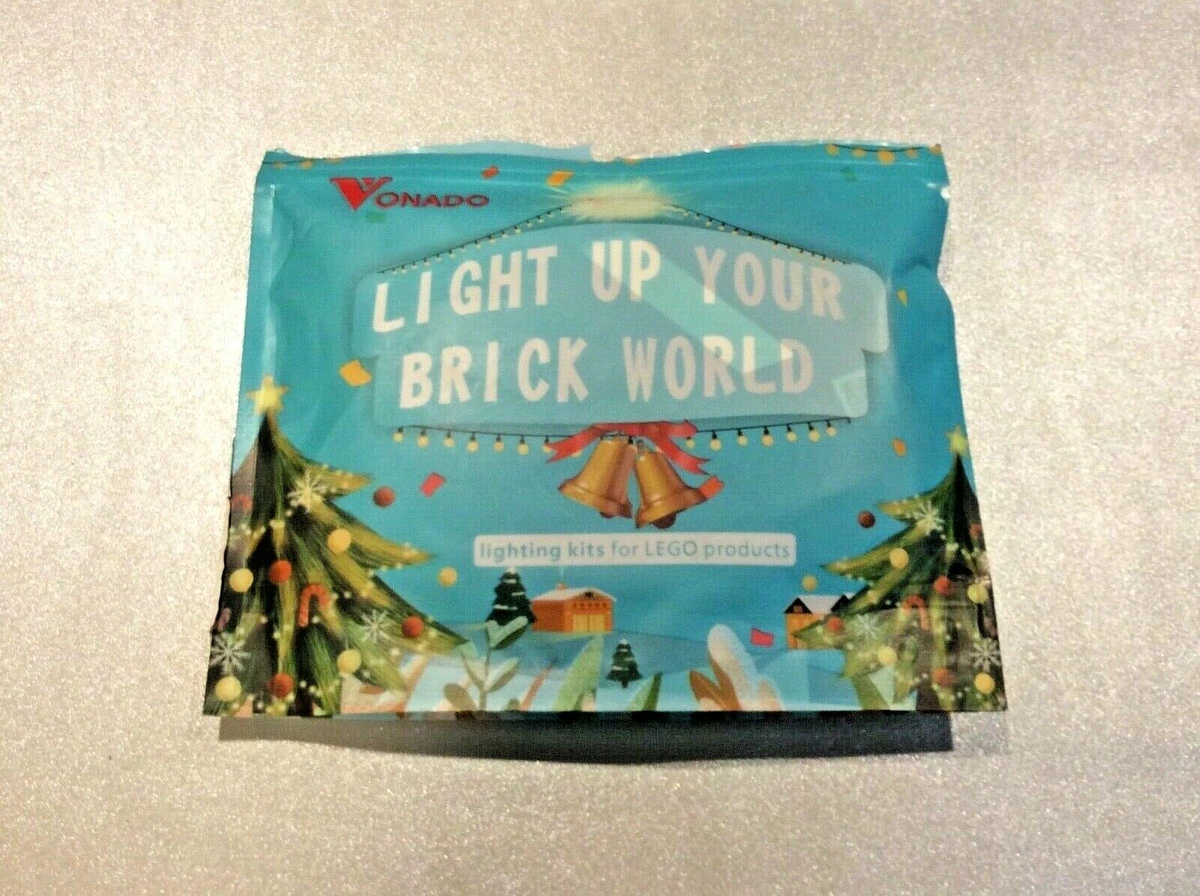 VONADO
LIGHT UP YOUR
BRICK WORLD
lighting kits for LEGO products